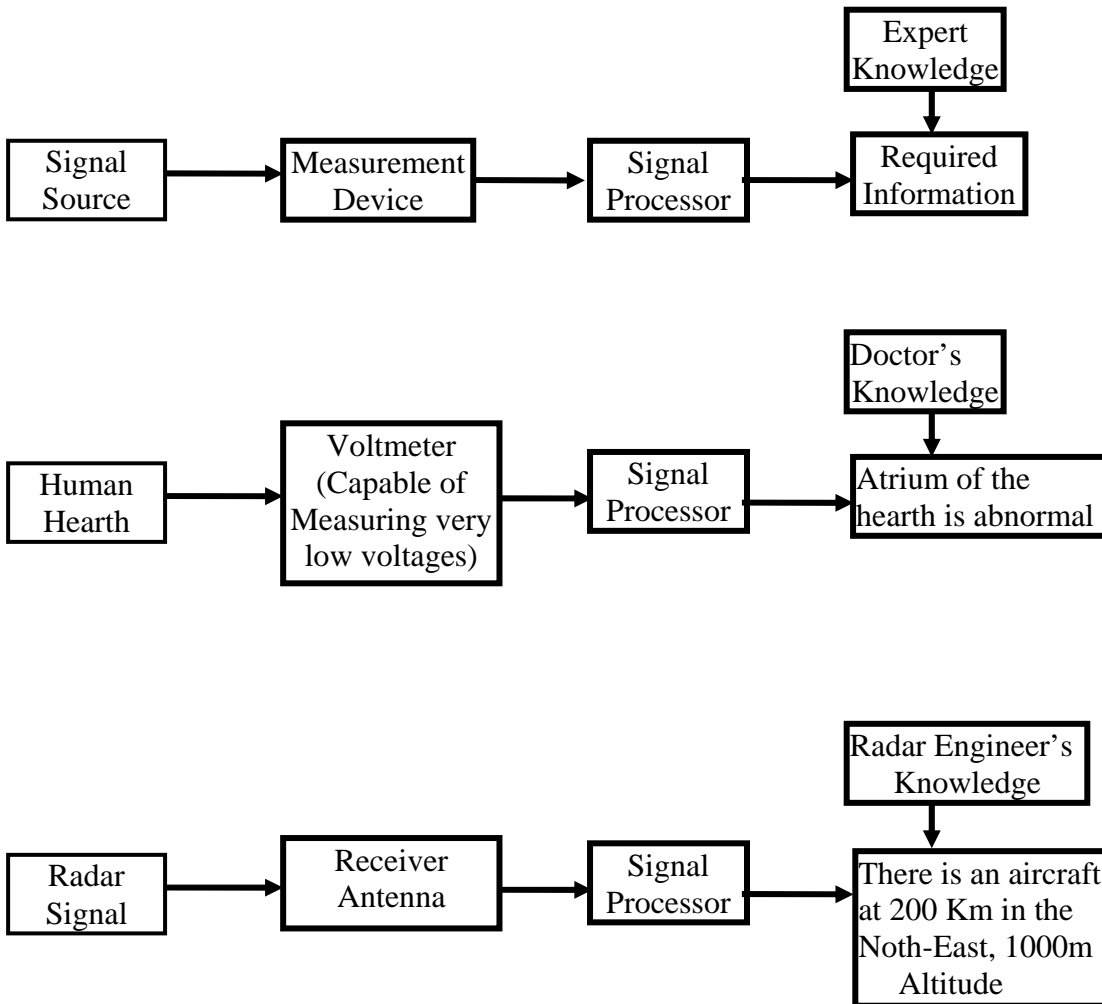 Expert
Knowledge
Signal
Source
Measurement
Device
Signal
Processor
Required
Information
Doctor’s
Knowledge
Human
Hearth
Voltmeter
(Capable of
Measuring very
low voltages)
Signal
Processor
Atrium of the
hearth is abnormal
Radar Engineer’s
Knowledge
Radar
Signal
Receiver
Antenna
Signal
Processor
There is an aircraft
at 200 Km in the
Noth-East, 1000m
Altitude